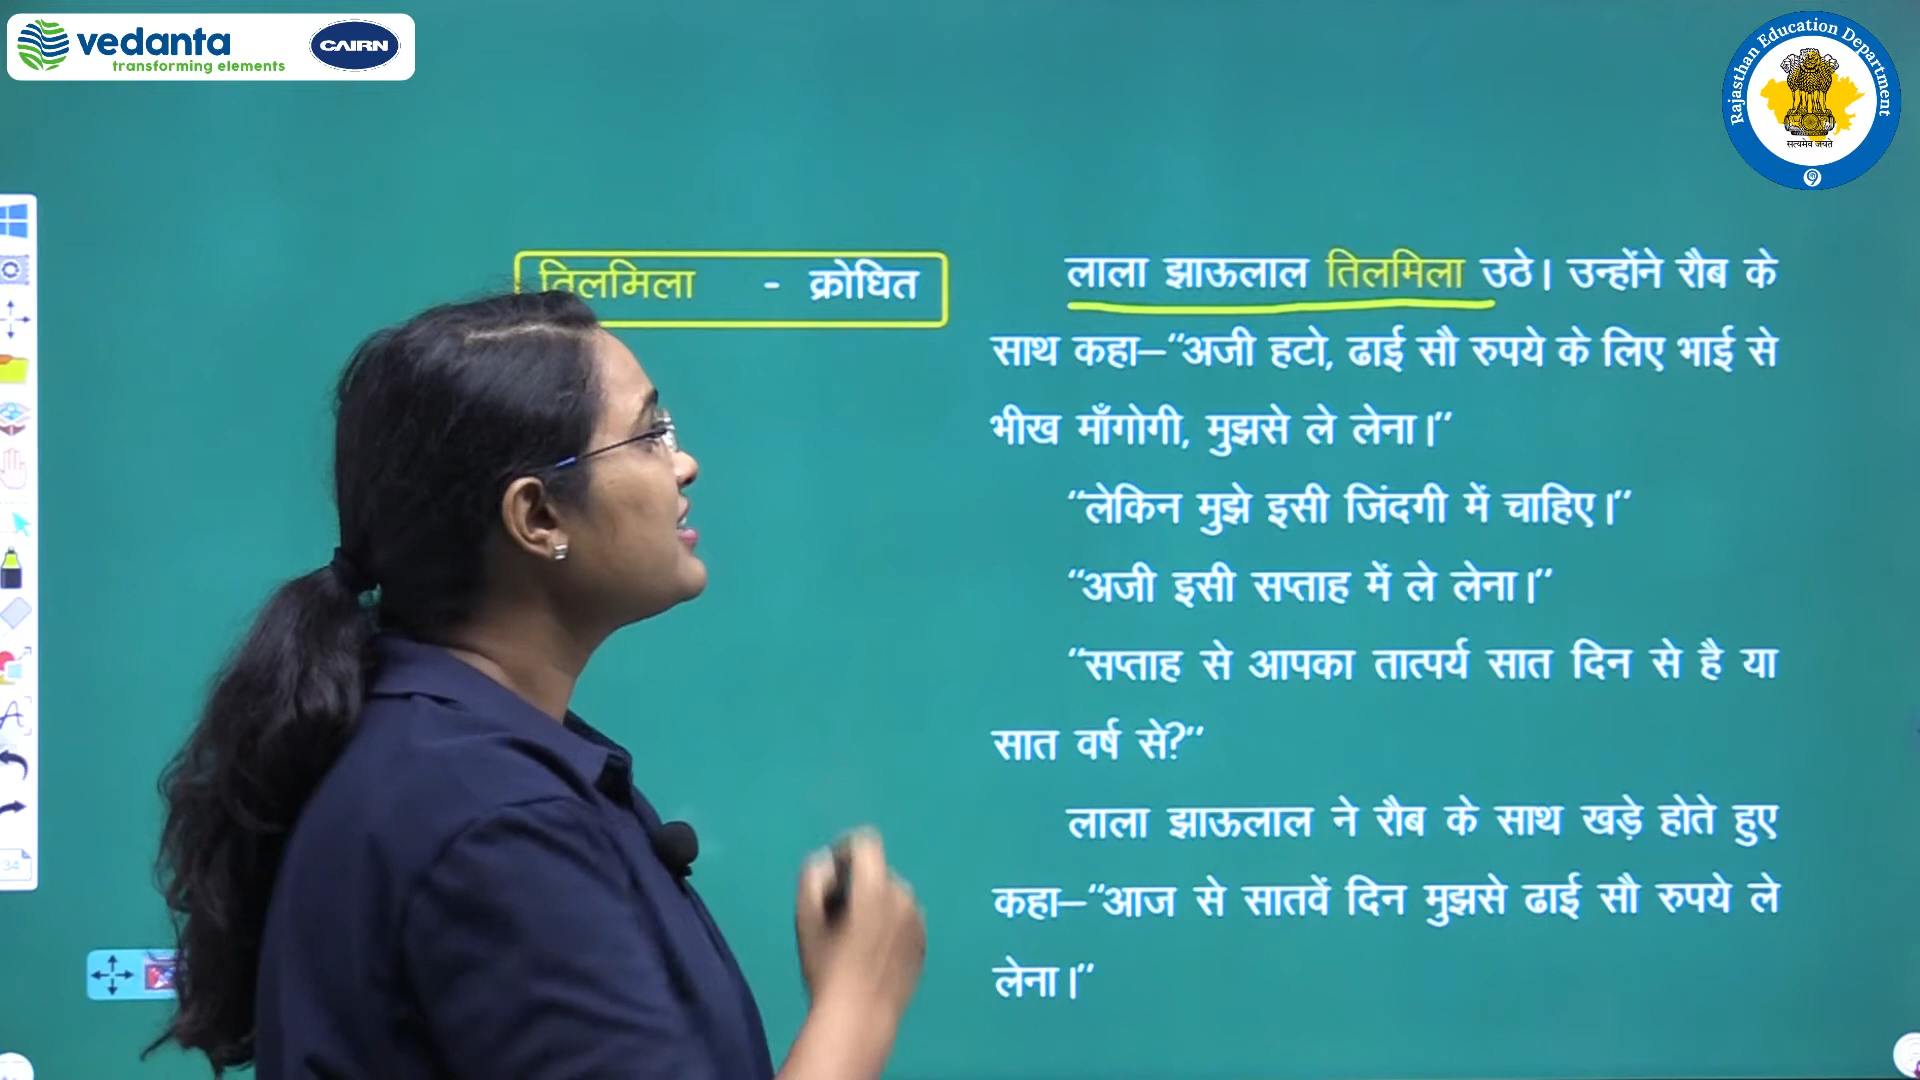 vedanta
transforming elements
CAIRN
Rajasthan Education Department
सत्यमेव जयते
तिलमिला - क्रोधित
लाला झाऊलाल तिलमिला उठे। उन्होंने रौब के
साथ कहा–“अजी हटो, ढाई सौ रुपये के लिए भाई से
भीख माँगोगी, मुझसे ले लेना।”
“लेकिन मुझे इसी जिंदगी में चाहिए।”
“अजी इसी सप्ताह में ले लेना।”
“सप्ताह से आपका तात्पर्य सात दिन से है या
सात वर्ष से?”
लाला झाऊलाल ने रौब के साथ खड़े होते हुए
कहा–“आज से सातवें दिन मुझसे ढाई सौ रुपये ले
लेना।”
34